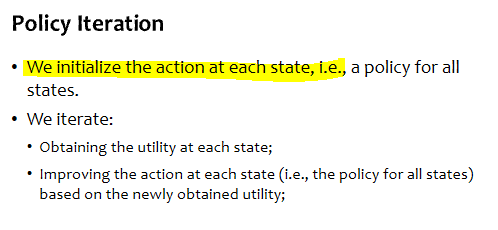 Policy Iteration
• We initialize the action at each state, i.e., a policy for all
states.
• We iterate:
• Obtaining the utility at each state;
• Improving the action at each state (i.e., the policy for all states)
based on the newly obtained utility;